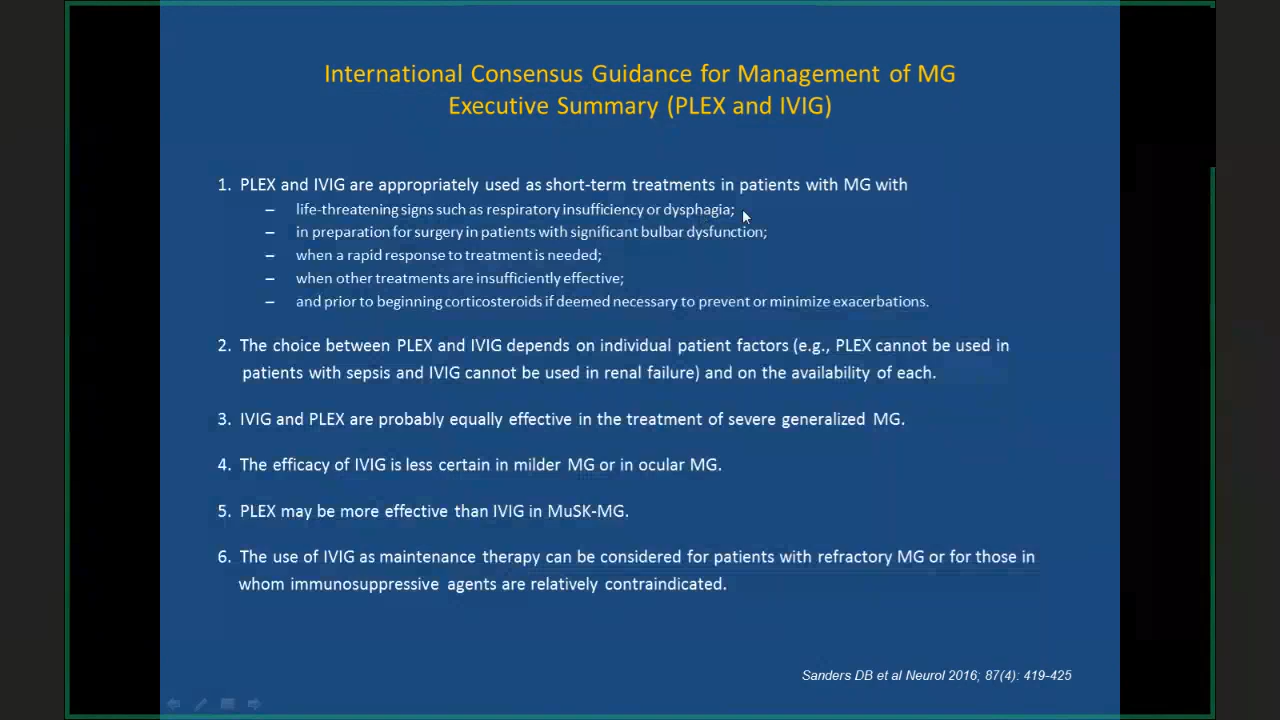 International Consensus Guidance for Management of MG
Executive Summary (PLEX and IVIG)
1. PLEX and IVIG are appropriately used as short-term treatments in patients with MG with
– life-threatening signs such as respiratory insufficiency or dysphagia;
– in preparation for surgery in patients with significant bulbar dysfunction;
– when a rapid response to treatment is needed;
– when other treatments are insufficiently effective;
– and prior to beginning corticosteroids if deemed necessary to prevent or minimize exacerbations.
2. The choice between PLEX and IVIG depends on individual patient factors (e.g., PLEX cannot be used in
patients with sepsis and IVIG cannot be used in renal failure) and on the availability of each.
3. IVIG and PLEX are probably equally effective in the treatment of severe generalized MG.
4. The efficacy of IVIG is less certain in milder MG or in ocular MG.
5. PLEX may be more effective than IVIG in MuSK-MG.
6. The use of IVIG as maintenance therapy can be considered for patients with refractory MG or for those in
whom immunosuppressive agents are relatively contraindicated.
Sanders DB et al Neurol 2016; 87(4): 419-425